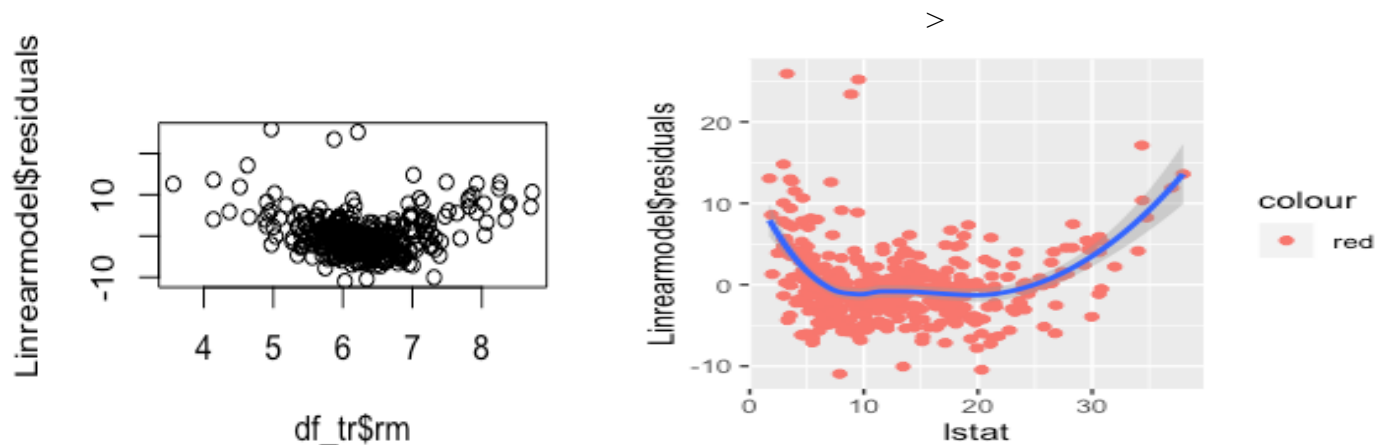 Linrearmodel$residuals
10
-10
4 5 6 7 8
df_tr$rm
>
Linrearmodel$residuals
20
10
0
-10
0 10 20 30
lstat
colour
red